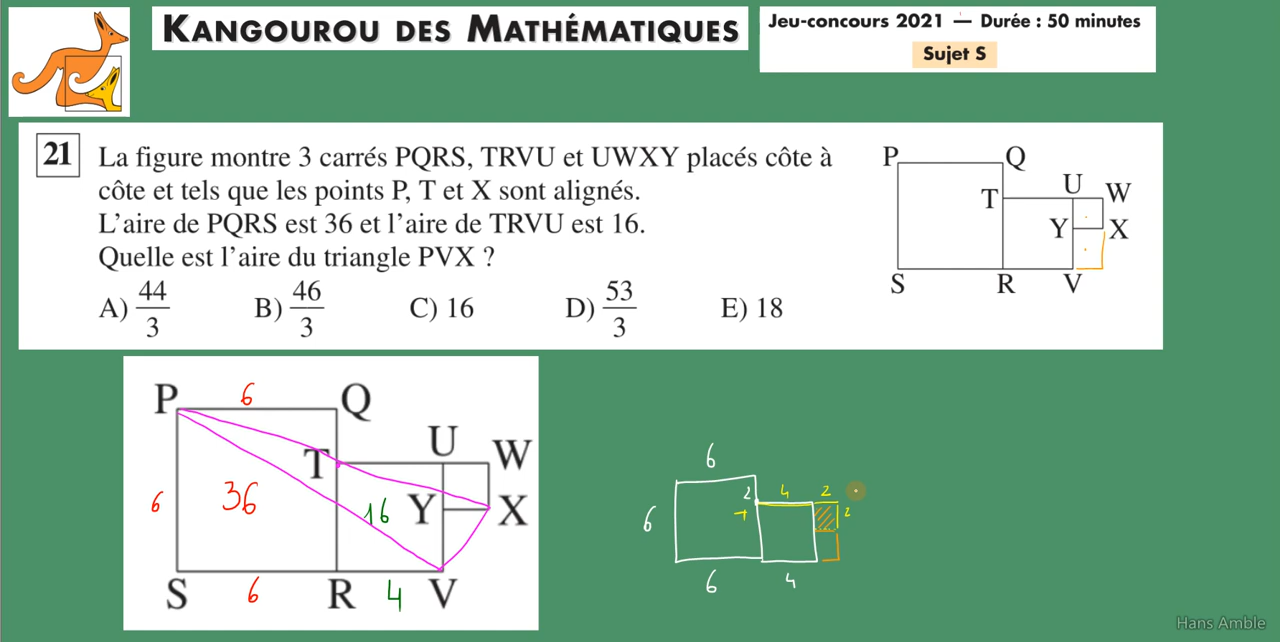 KANGOUROU DES MATHÉMATIQUES
Jeu-concours 2021 — Durée : 50 minutes
Sujet S
21 La figure montre 3 carrés PQRS, TRVU et UWXY placés côte à
côte et tels que les points P, T et X sont alignés.
L’aire de PQRS est 36 et l’aire de TRVU est 16.
Quelle est l’aire du triangle PVX ?
A) 44/3 B) 46/3 C) 16 D) 53/3 E) 18
P Q
U
T W
Y X
S R V
6
P Q
U
T W
6 36 16 Y X
S 6 R 4 V
6
2 4 2
6 T 2
6 4
Hans Amble